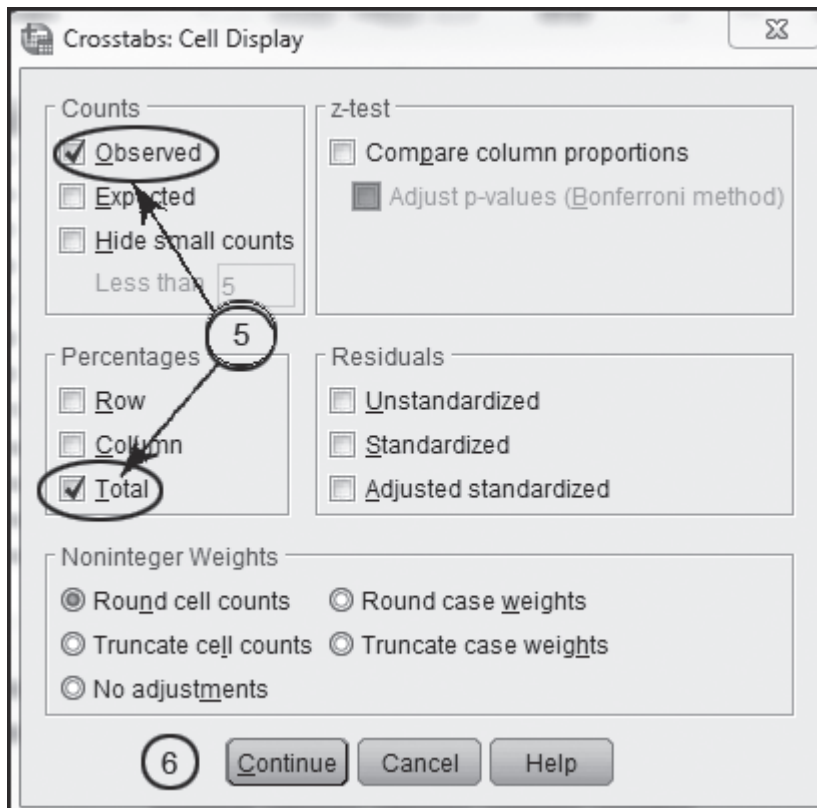 Crosstabs: Cell Display
Counts
Observed
Expected
Hide small counts
Less than 5
z-test
Compare column proportions
Adjust p-values (Bonferroni method)
5
Percentages
Row
Column
Total
Residuals
Unstandardized
Standardized
Adjusted standardized
Noninteger Weights
Round cell counts Round case weights
Truncate cell counts Truncate case weights
No adjustments
6 Continue Cancel Help